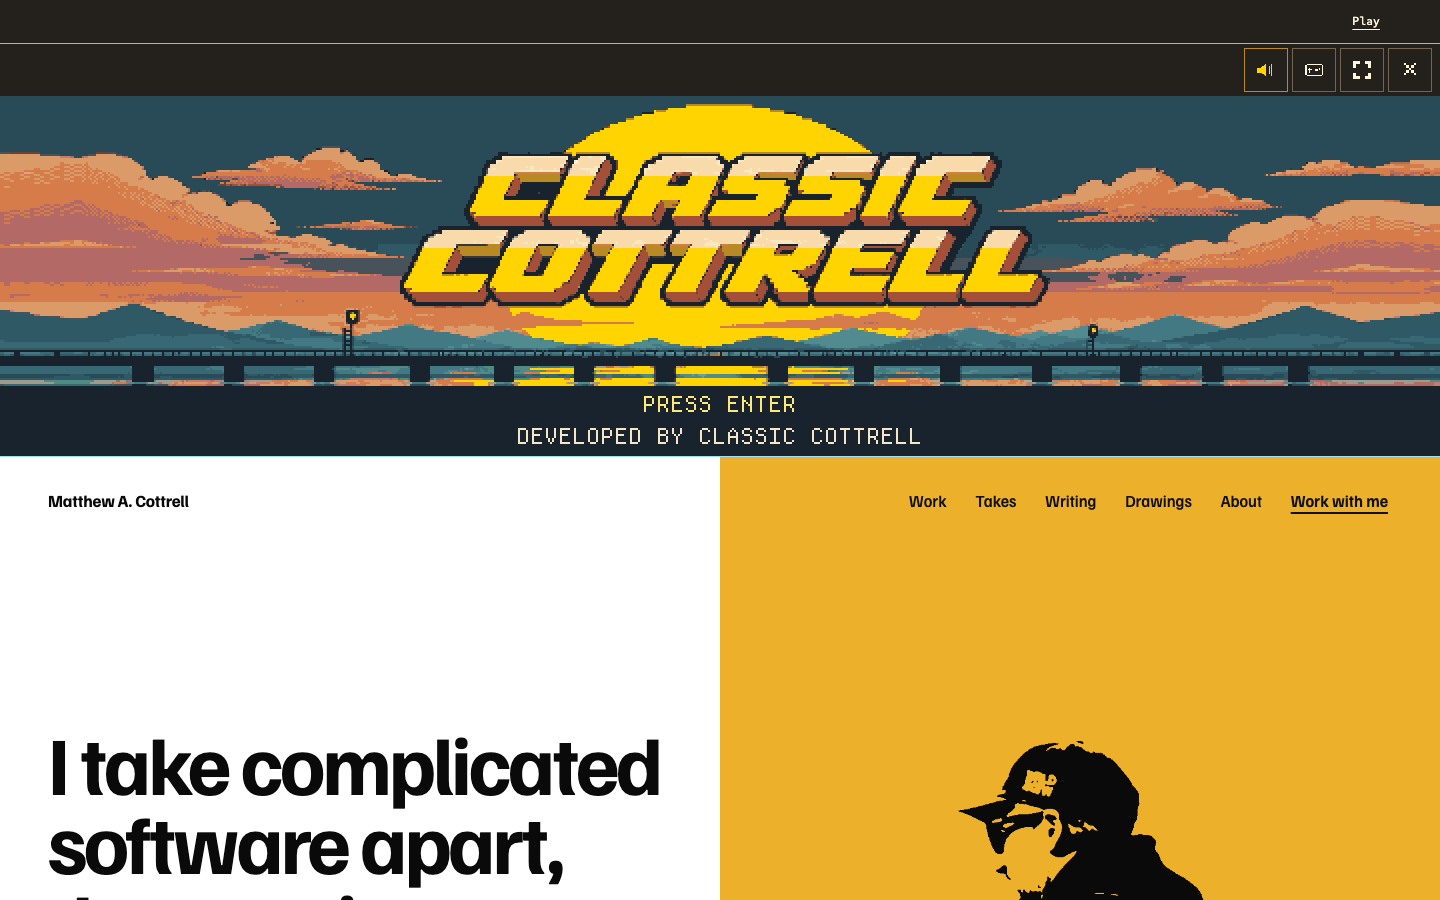 Play
CLASSIC
COTTRELL
PRESS ENTER
DEVELOPED BY CLASSIC COTTRELL
Matthew A. Cottrell
Work Takes Writing Drawings About Work with me
I take complicated
software apart,